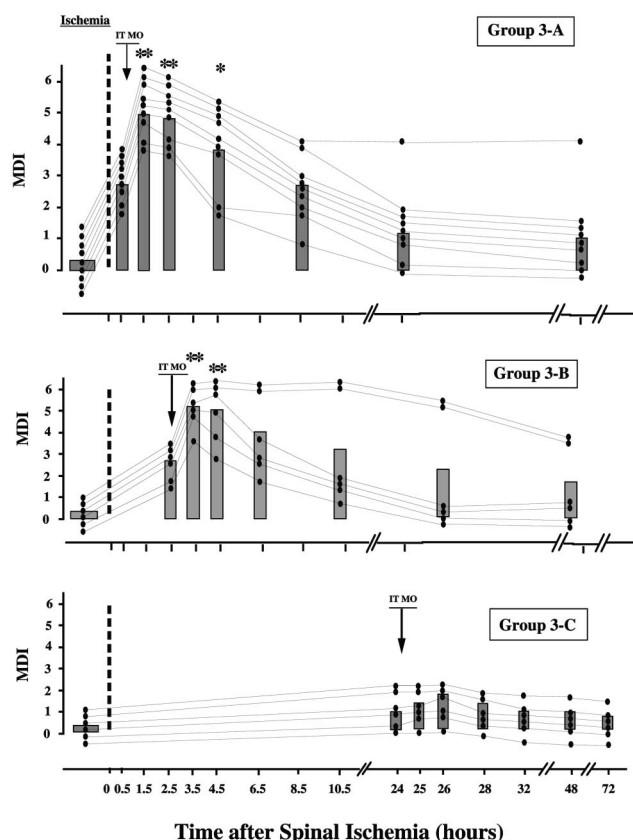 Ischemia
IT MO
Group 3-A
** ** *
MDI
6
5
4
3
2
1
0
IT MO
Group 3-B
** **
MDI
6
5
4
3
2
1
0
IT MO
Group 3-C
MDI
6
5
4
3
2
1
0
0 0.5 1.5 2.5 3.5 4.5 6.5 8.5 10.5 24 25 26 28 32 48 72
Time after Spinal Ischemia (hours)